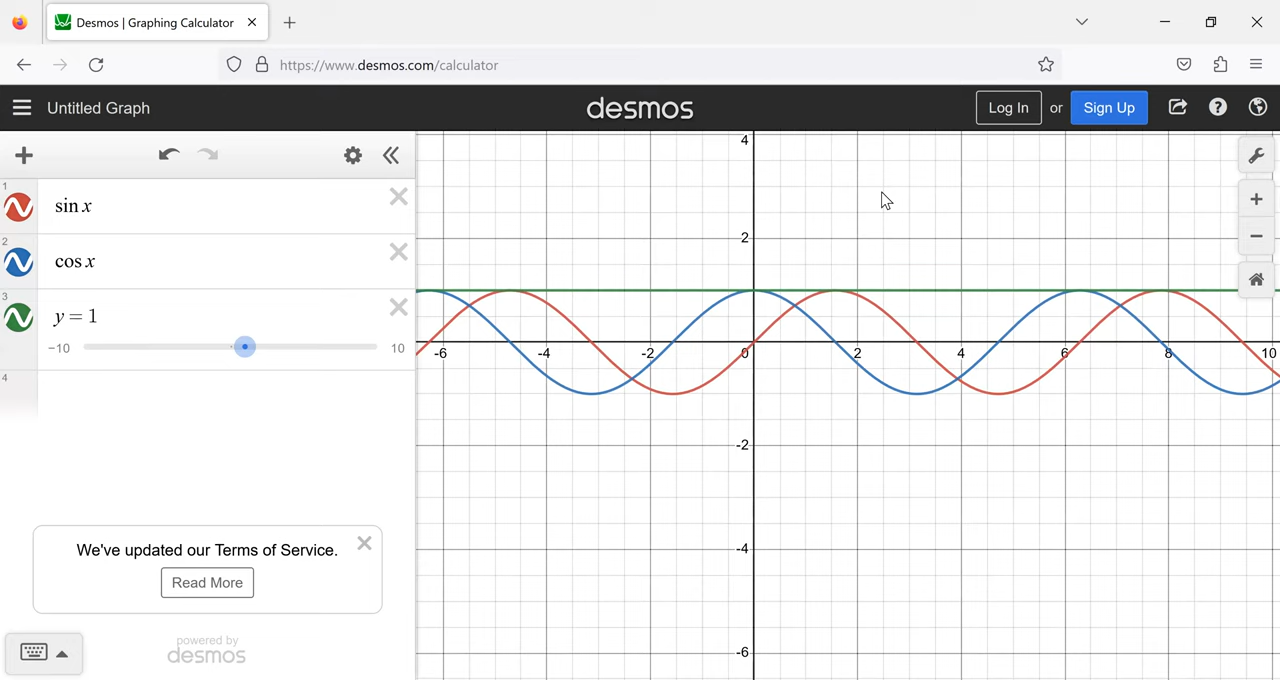 Desmos | Graphing Calculator
https://www.desmos.com/calculator
Untitled Graph
desmos
Log In or Sign Up
1
sin x
2
cos x
3
y = 1
-10 10
4
We've updated our Terms of Service.
Read More
powered by
desmos
4
2
-6 -4 -2 0 2 4 6 8 10
-2
-4
-6